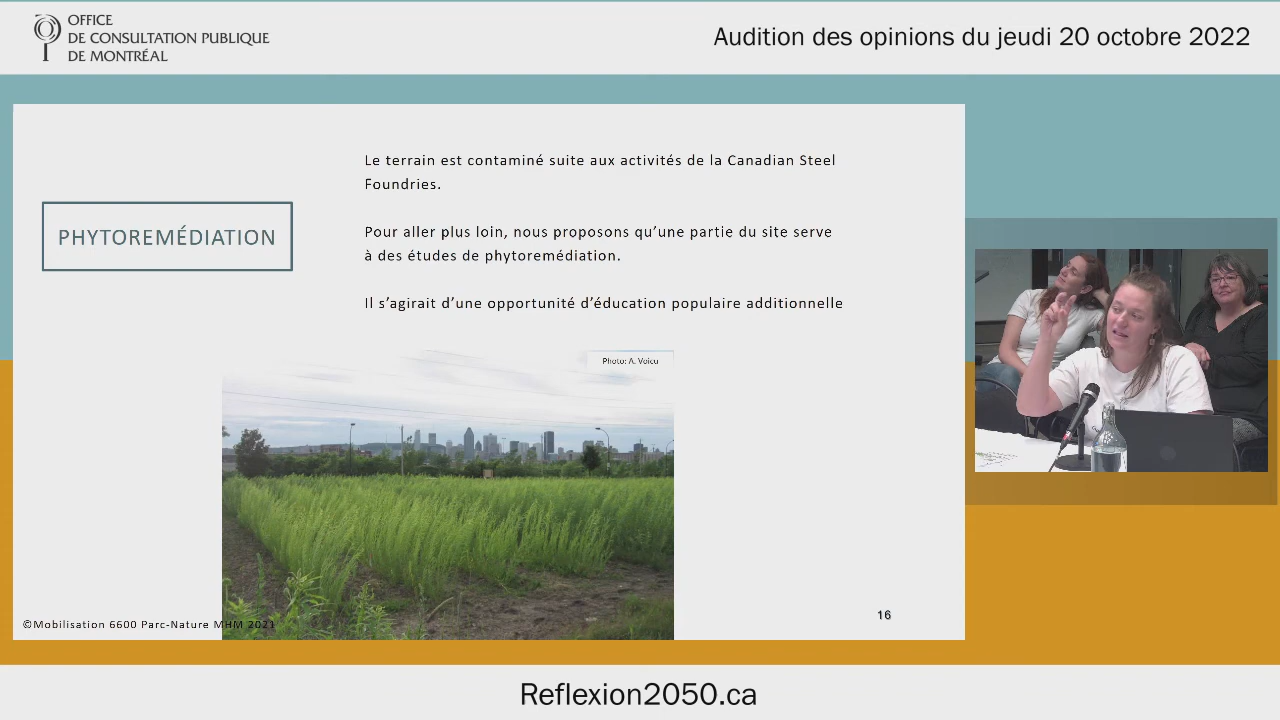 OFFICE
DE CONSULTATION PUBLIQUE
DE MONTRÉAL
Audition des opinions du jeudi 20 octobre 2022
PHYTOREMÉDIATION
Le terrain est contaminé suite aux activités de la Canadian Steel
Foundries.
Pour aller plus loin, nous proposons qu'une partie du site serve
à des études de phytoremédiation.
Il s'agirait d'une opportunité d'éducation populaire additionnelle
Photo: A. Voicu
©Mobilisation 6600 Parc-Nature MHM 2021
16
Reflexion2050.ca